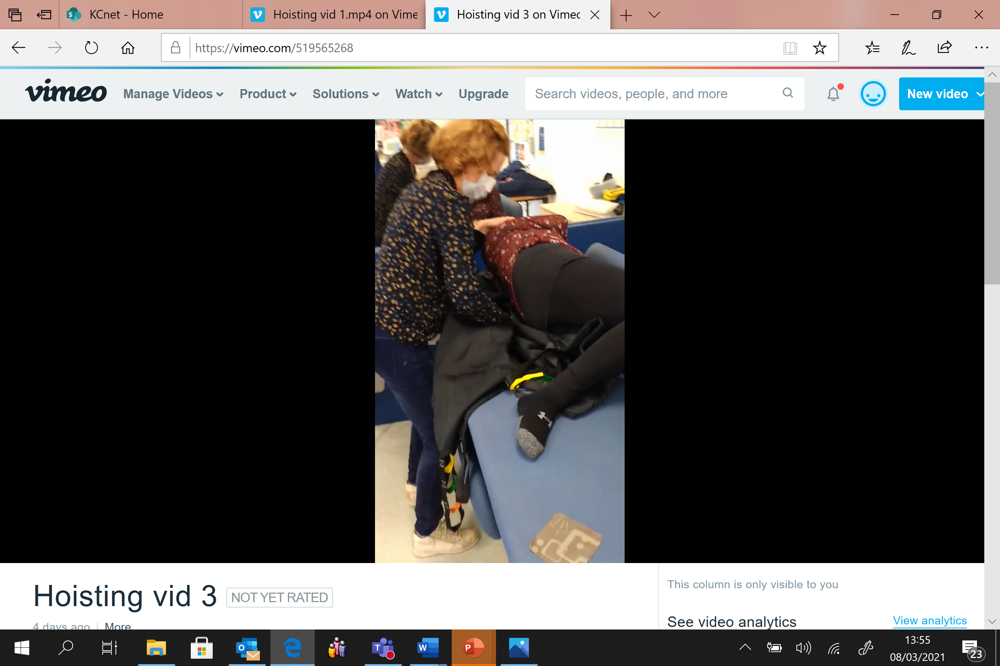 KCnet - Home
Hoisting vid 1.mp4 on Vime
Hoisting vid 3 on Vimeo
https://vimeo.com/519565268
vimeo
Manage Videos
Product
Solutions
Watch
Upgrade
Search videos, people, and more
New video
Hoisting vid 3
NOT YET RATED
4 days ago | More
This column is only visible to you
See video analytics
View analytics
13:55
08/03/2021
23